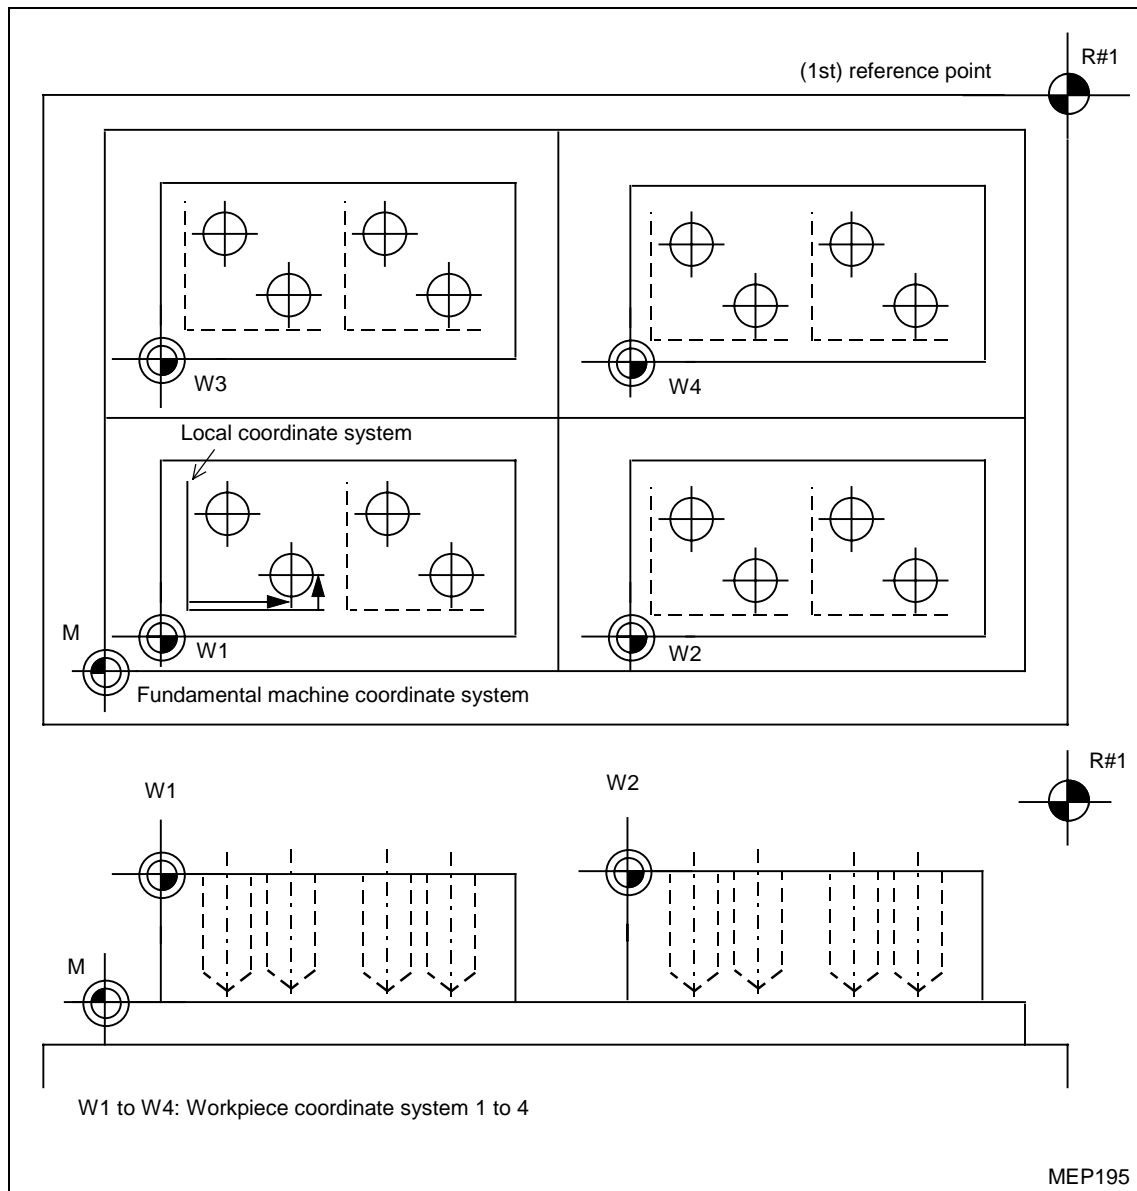 R#1
(1st) reference point
W3
W4
Local coordinate system
M
W1
W2
Fundamental machine coordinate system
R#1
W1
W2
M
W1 to W4: Workpiece coordinate system 1 to 4
MEP195